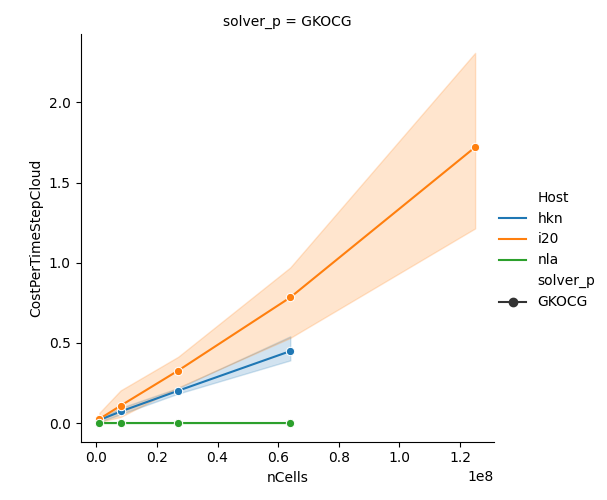 solver_p = GKOCG
CostPerTimeStepCloud
2.0
1.5
1.0
0.5
0.0
0.0 0.2 0.4 0.6 0.8 1.0 1.2
1e8
nCells
Host
hkn
i20
nla
solver_p
GKOCG